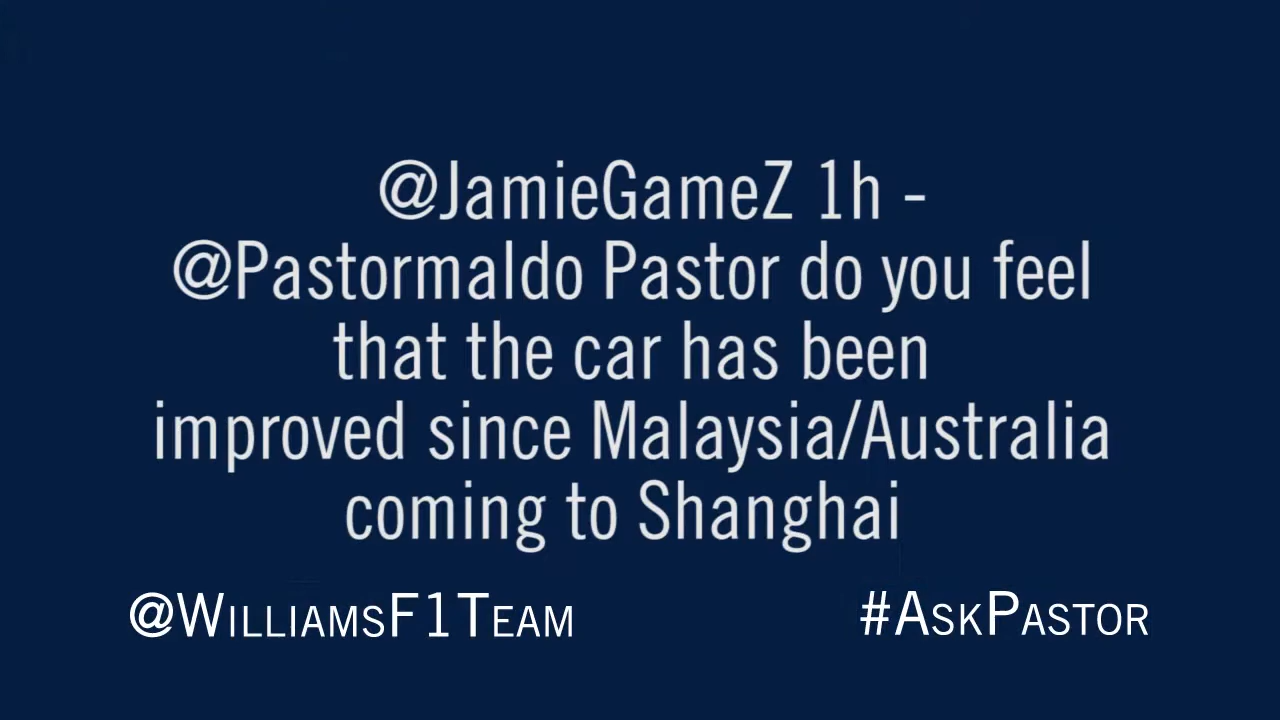 @JamieGameZ 1h -
@Pastormaldo Pastor do you feel
that the car has been
improved since Malaysia/Australia
coming to Shanghai
@WilliamsF1Team
#AskPastor